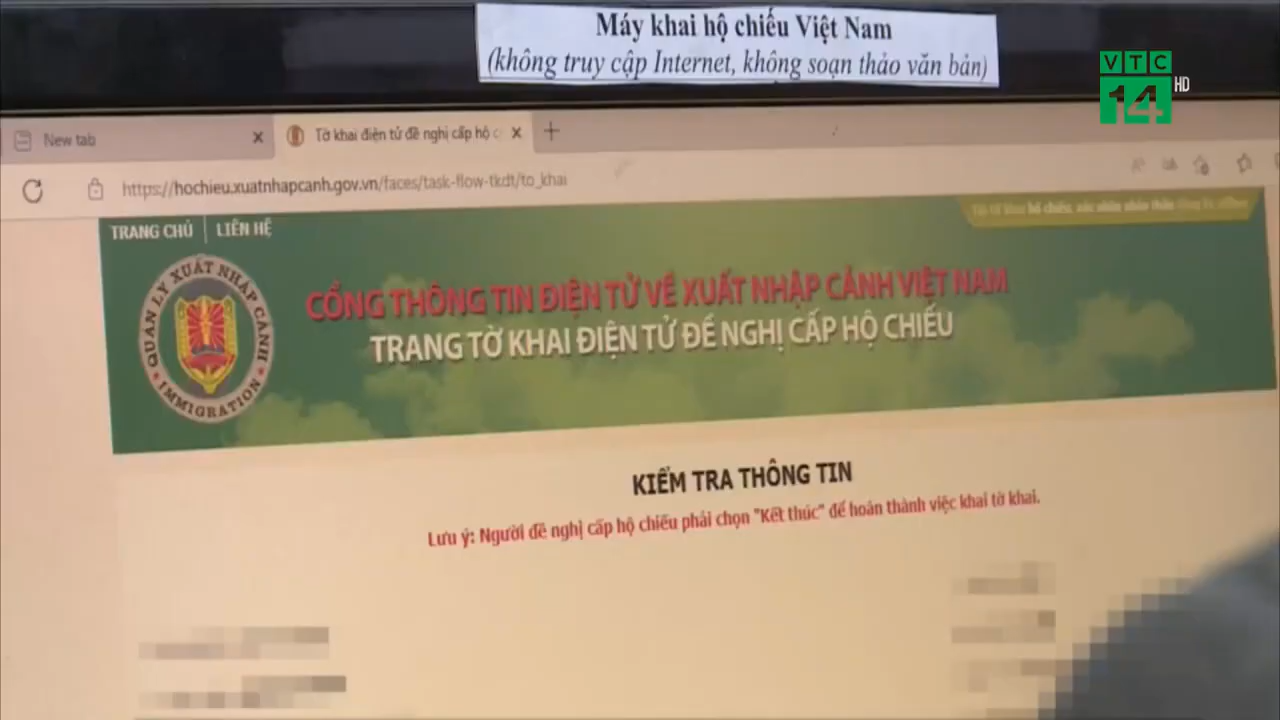 Máy khai hộ chiếu Việt Nam
(không truy cập Internet, không soạn thảo văn bản)
VTC
14
HD
New tab
Tờ khai điện tử đề nghị cấp hộ c
https://hochieu.xuatnhapcanh.gov.vn/faces/task-flow-tkdt/to_khai
TRANG CHỦ
LIÊN HỆ
QUẢN LÝ XUẤT NHẬP CẢNH
IMMIGRATION
CỔNG THÔNG TIN ĐIỆN TỬ VỀ XUẤT NHẬP CẢNH VIỆT NAM
TRANG TỜ KHAI ĐIỆN TỬ ĐỀ NGHỊ CẤP HỘ CHIẾU
KIỂM TRA THÔNG TIN
Lưu ý: Người đề nghị cấp hộ chiếu phải chọn "Kết thúc" để hoàn thành việc khai tờ khai.